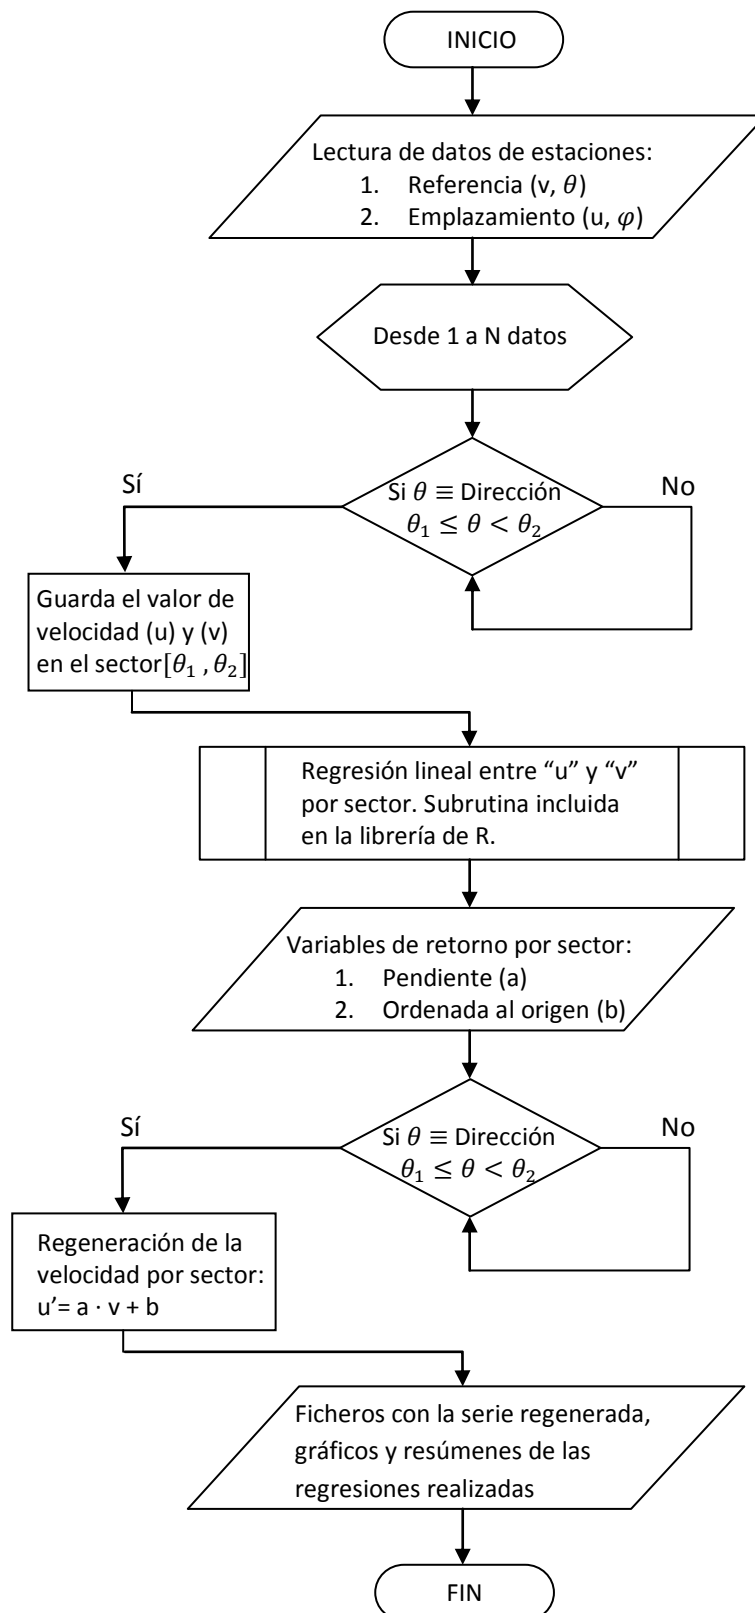 INICIO
Lectura de datos de estaciones:
1. Referencia (v, 𝜃)
2. Emplazamiento (u, 𝜑)
Desde 1 a N datos
Sí
Si 𝜃 ≡ Dirección
No
𝜃₁ ≤ 𝜃 < 𝜃₂
Guarda el valor de
velocidad (u) y (v)
en el sector[𝜃₁ , 𝜃₂]
Regresión lineal entre “u” y “v”
por sector. Subrutina incluida
en la librería de R.
Variables de retorno por sector:
1. Pendiente (a)
2. Ordenada al origen (b)
Sí
Si 𝜃 ≡ Dirección
No
𝜃₁ ≤ 𝜃 < 𝜃₂
Regeneración de la
velocidad por sector:
u’= a · v + b
Ficheros con la serie regenerada,
gráficos y resúmenes de las
regresiones realizadas
FIN